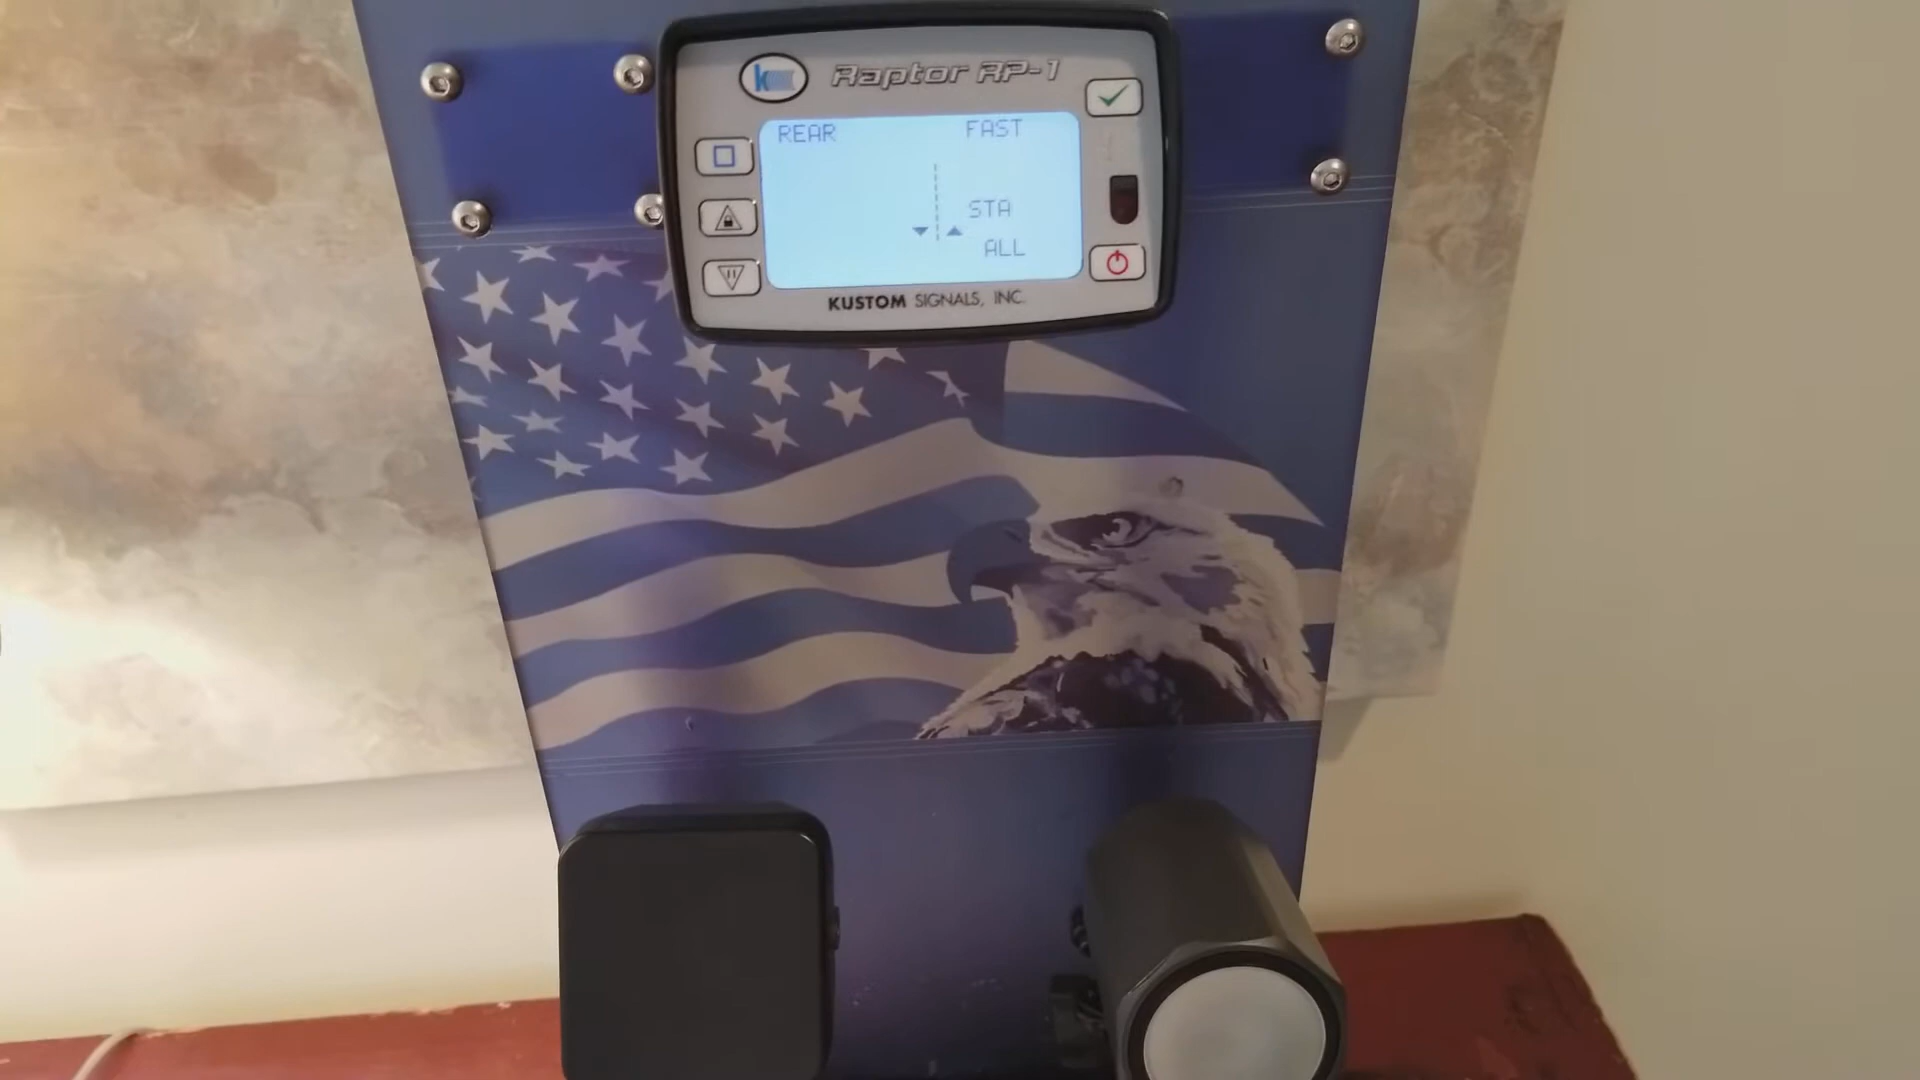 Raptor RP-1
REAR FAST
STA
ALL
KUSTOM SIGNALS, INC.